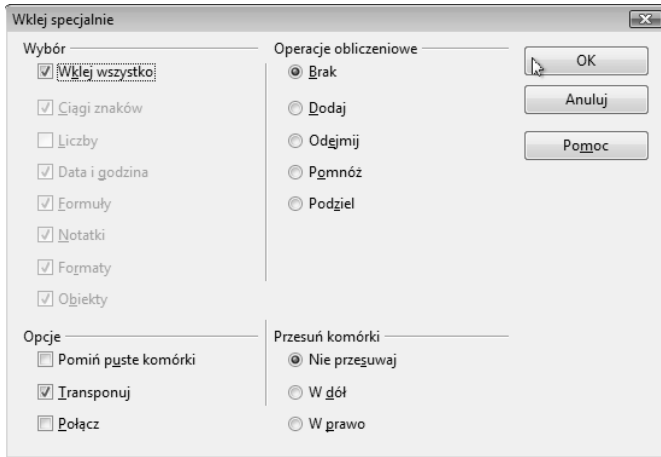 Wklej specjalnie
Wybór
Wklej wszystko
Ciągi znaków
Liczby
Data i godzina
Formuły
Notatki
Formaty
Obiekty
Operacje obliczeniowe
Brak
Dodaj
Odejmij
Pomnóż
Podziel
OK
Anuluj
Pomoc
Opcje
Pomiń puste komórki
Transponuj
Połącz
Przesuń komórki
Nie przesuwaj
W dół
W prawo